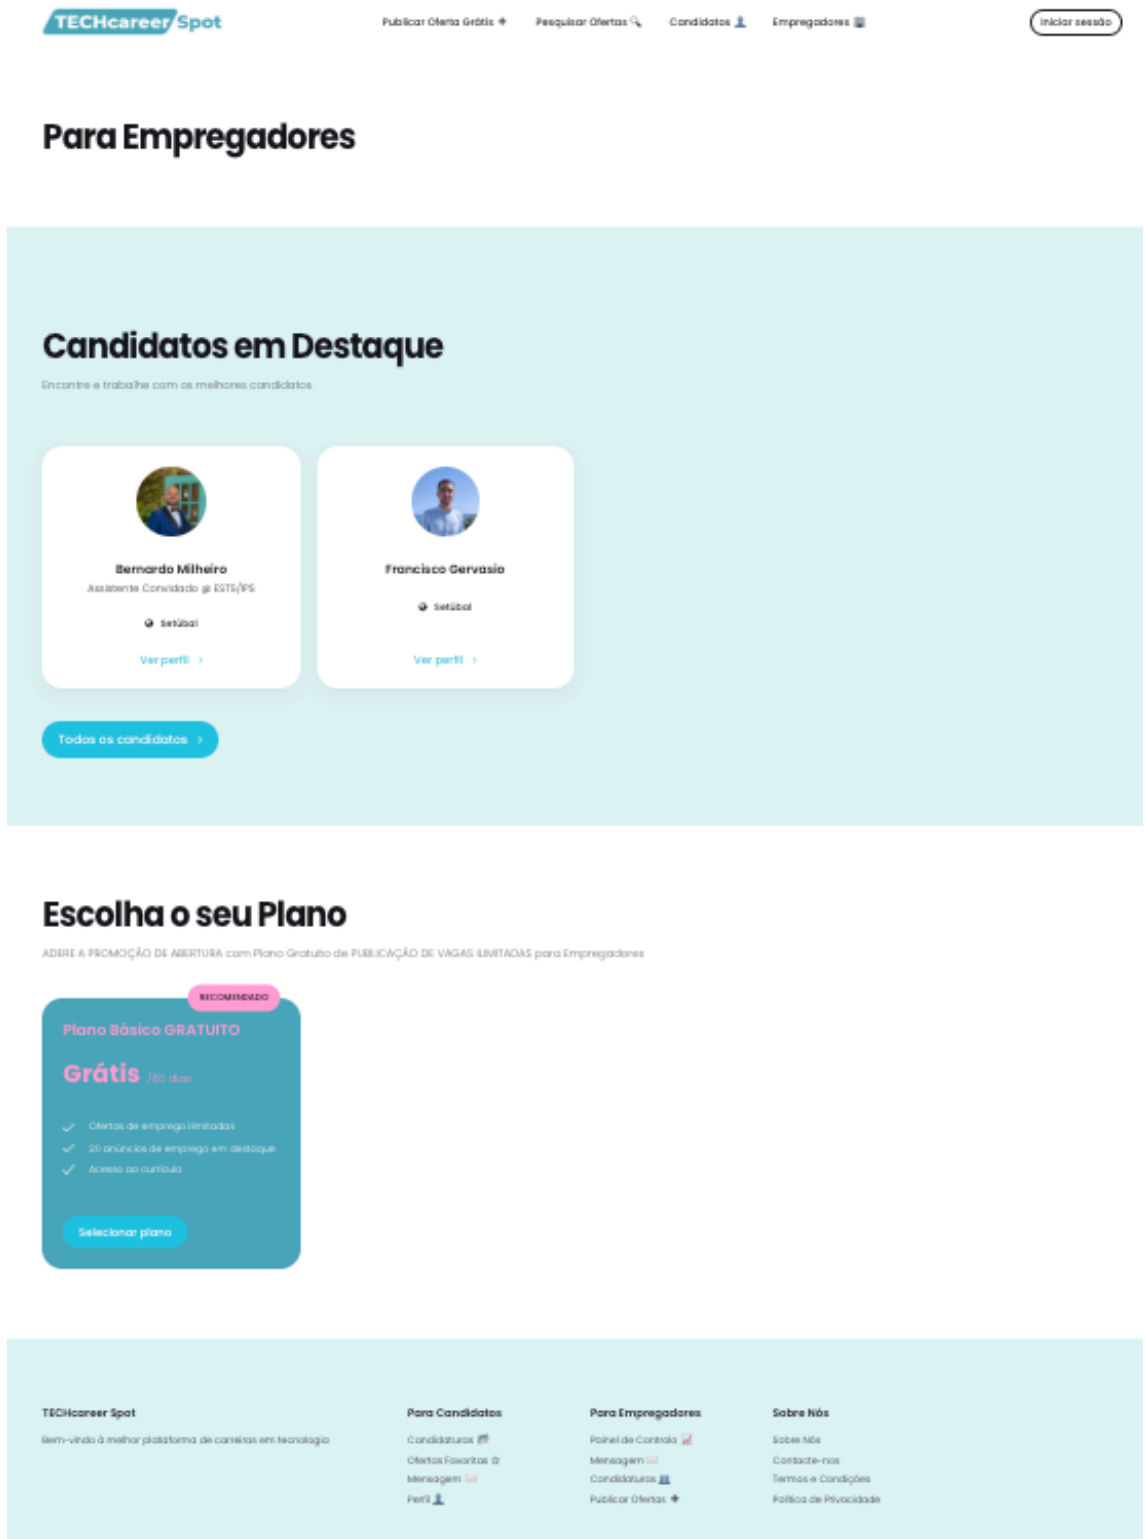 TECHcareer Spot
Publicar Oferta Grátis
Pesquisar Ofertas
Candidatos
Empregadores
Iniciar sessão
Para Empregadores
Candidatos em Destaque
Encontre e trabalhe com os melhores candidatos
Bernardo Milheiro
Assistente Convidado @ ESTS/IPS
Setúbal
Ver perfil
Francisco Gervasio
Setúbal
Ver perfil
Todos os candidatos
Escolha o seu Plano
ADERE A PROMOÇÃO DE ABERTURA com Plano Gratuito de PUBLICAÇÃO DE VAGAS ILIMITADAS para Empregadores
RECOMENDADO
Plano Básico GRATUITO
Grátis /60 dias
Ofertas de emprego ilimitadas
20 anúncios de emprego em destaque
Acesso ao currículo
Selecionar plano
TECHcareer Spot
Bem-vindo à melhor plataforma de carreiras em tecnologia
Para Candidatos
Candidaturas
Ofertas Favoritas
Mensagem
Perfil
Para Empregadores
Painel de Controlo
Mensagem
Candidaturas
Publicar Ofertas
Sobre Nós
Sobre Nós
Contacte-nos
Termos e Condições
Política de Privacidade